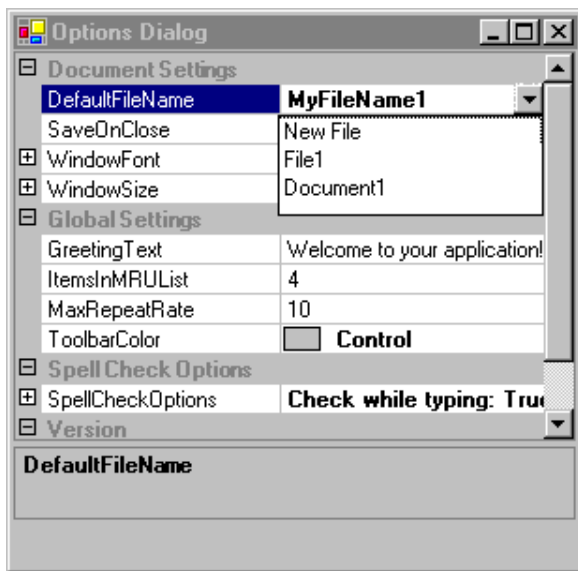 Options Dialog
Document Settings
DefaultFileName MyFileName1
SaveOnClose New File
WindowFont File1
WindowSize Document1
Global Settings
GreetingText Welcome to your application!
ItemsInMRUList 4
MaxRepeatRate 10
ToolbarColor Control
Spell Check Options
SpellCheckOptions Check while typing: True
Version
DefaultFileName